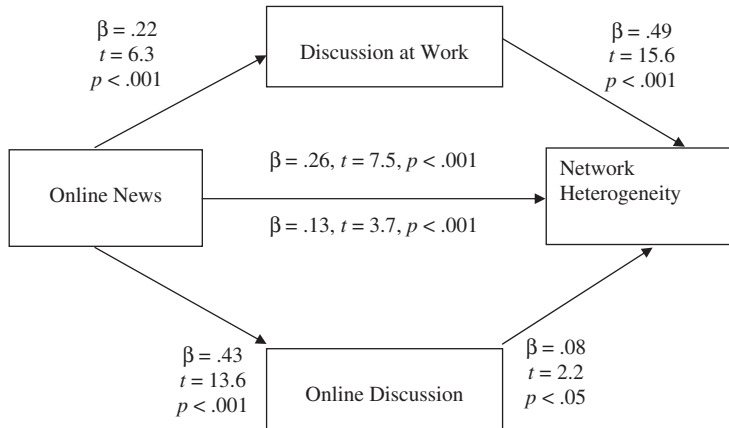 β = .22
t = 6.3
p < .001
Discussion at Work
β = .49
t = 15.6
p < .001
Online News
β = .26, t = 7.5, p < .001
β = .13, t = 3.7, p < .001
Network
Heterogeneity
β = .43
t = 13.6
p < .001
Online Discussion
β = .08
t = 2.2
p < .05